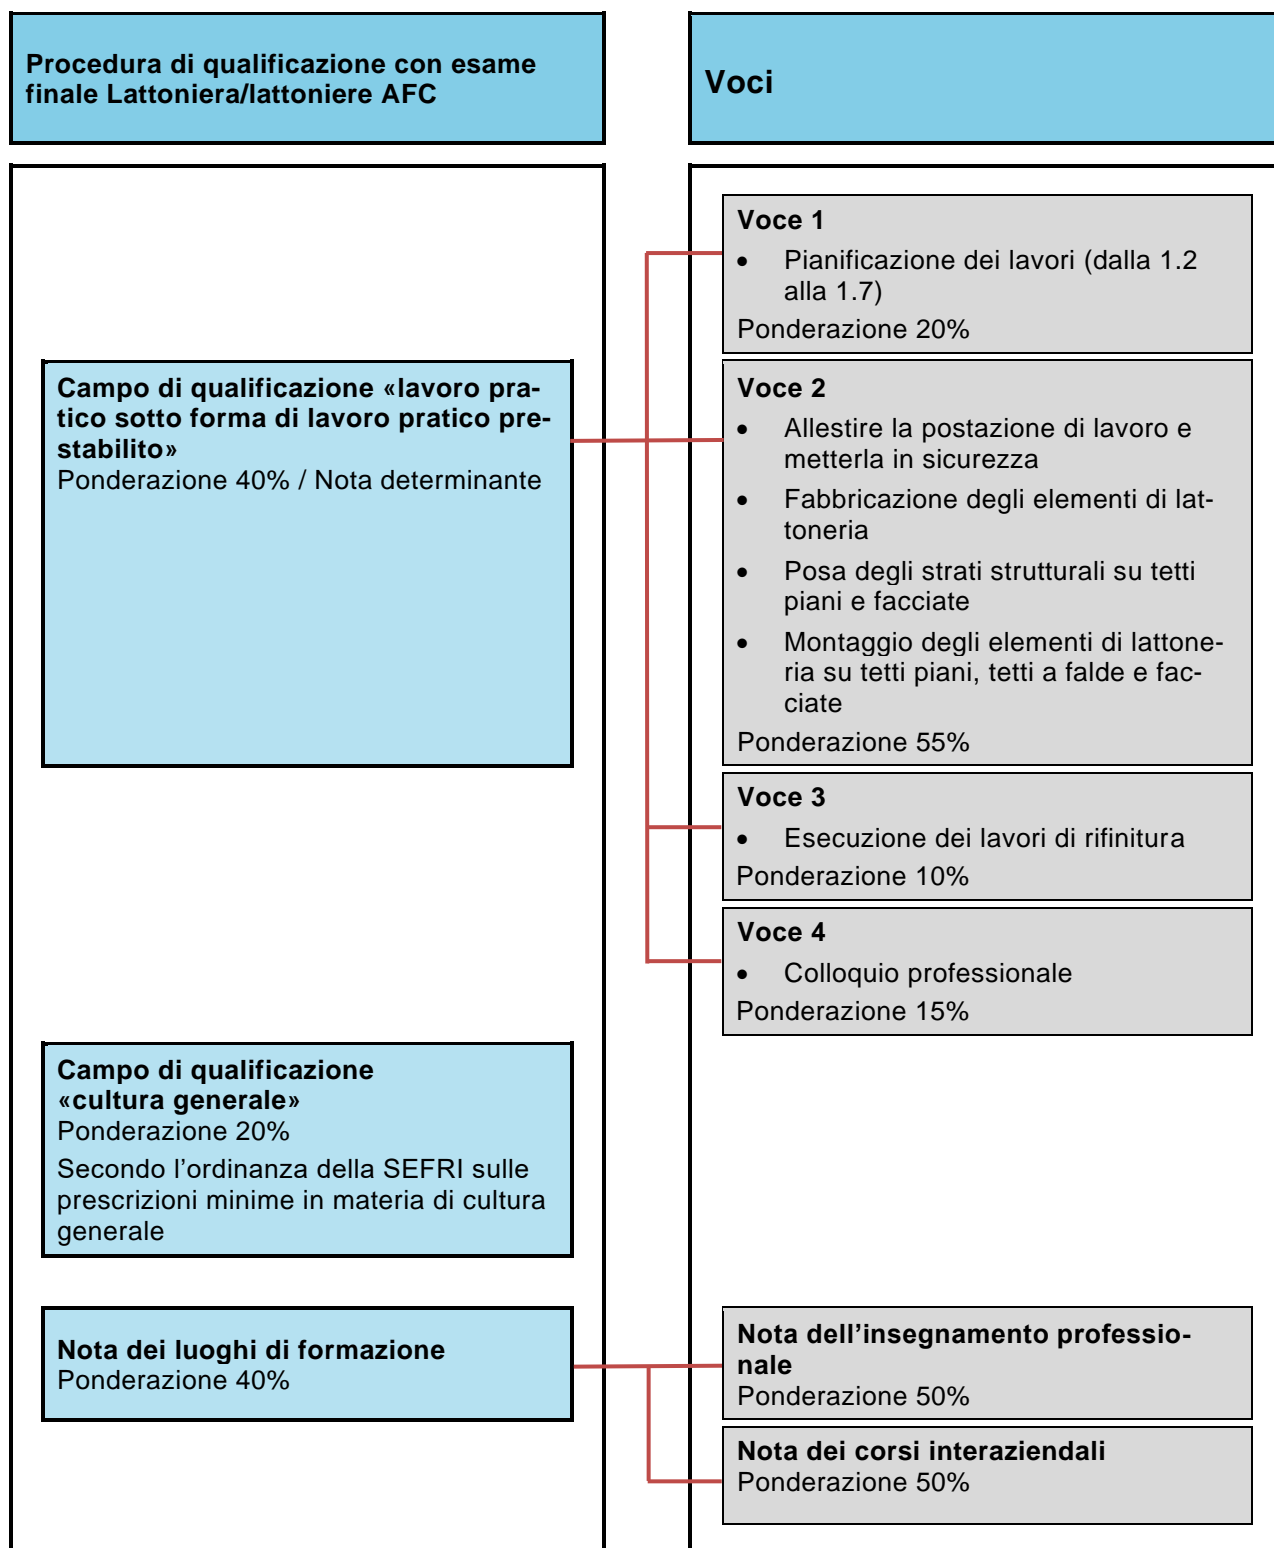 Procedura di qualificazione con esame
finale Lattoniera/lattoniere AFC
Voci
Campo di qualificazione «lavoro pra-
tico sotto forma di lavoro pratico pre-
stabilito»
Ponderazione 40% / Nota determinante
Voce 1
• Pianificazione dei lavori (dalla 1.2
alla 1.7)
Ponderazione 20%
Voce 2
• Allestire la postazione di lavoro e
metterla in sicurezza
• Fabbricazione degli elementi di lat-
toneria
• Posa degli strati strutturali su tetti
piani e facciate
• Montaggio degli elementi di lattone-
ria su tetti piani, tetti a falde e fac-
ciate
Ponderazione 55%
Voce 3
• Esecuzione dei lavori di rifinitura
Ponderazione 10%
Voce 4
• Colloquio professionale
Ponderazione 15%
Campo di qualificazione
«cultura generale»
Ponderazione 20%
Secondo l’ordinanza della SEFRI sulle
prescrizioni minime in materia di cultura
generale
Nota dei luoghi di formazione
Ponderazione 40%
Nota dell’insegnamento professio-
nale
Ponderazione 50%
Nota dei corsi interaziendali
Ponderazione 50%